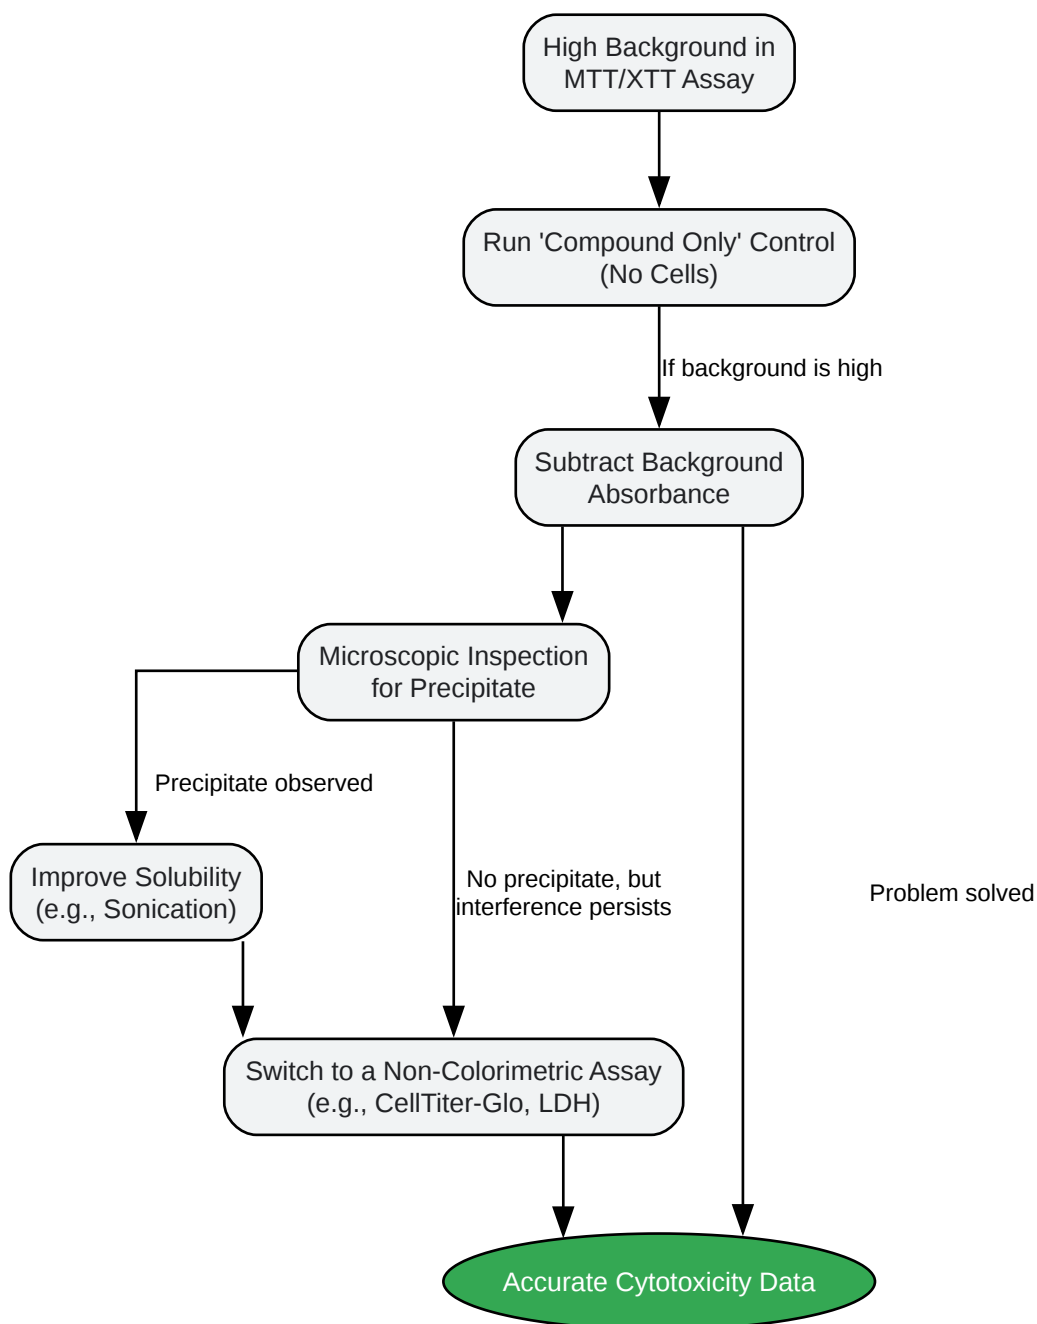 High Background in
MTT/XTT Assay
Run 'Compound Only' Control
(No Cells)
If background is high
Subtract Background
Absorbance
Microscopic Inspection
for Precipitate
Precipitate observed
Improve Solubility
(e.g., Sonication)
No precipitate, but
interference persists
Problem solved
Switch to a Non-Colorimetric Assay
(e.g., CellTiter-Glo, LDH)
Accurate Cytotoxicity Data